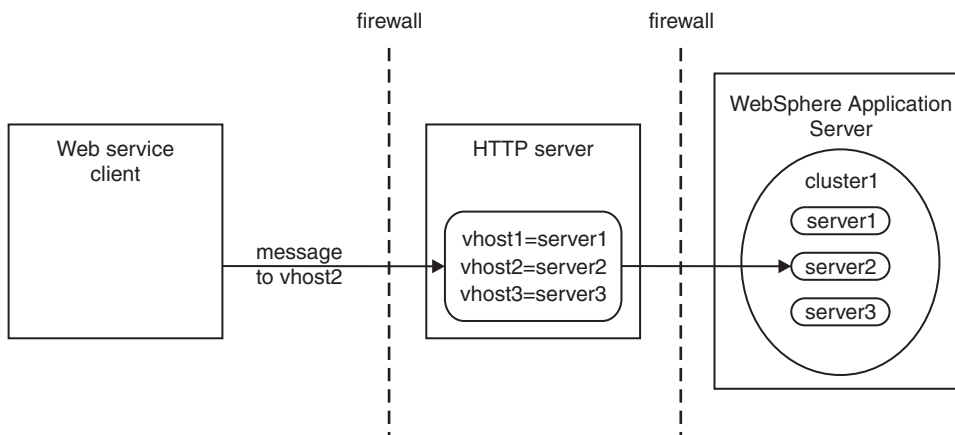 firewall
firewall
Web service
client
message
to vhost2
HTTP server
vhost1=server1
vhost2=server2
vhost3=server3
WebSphere Application
Server
cluster1
server1
server2
server3